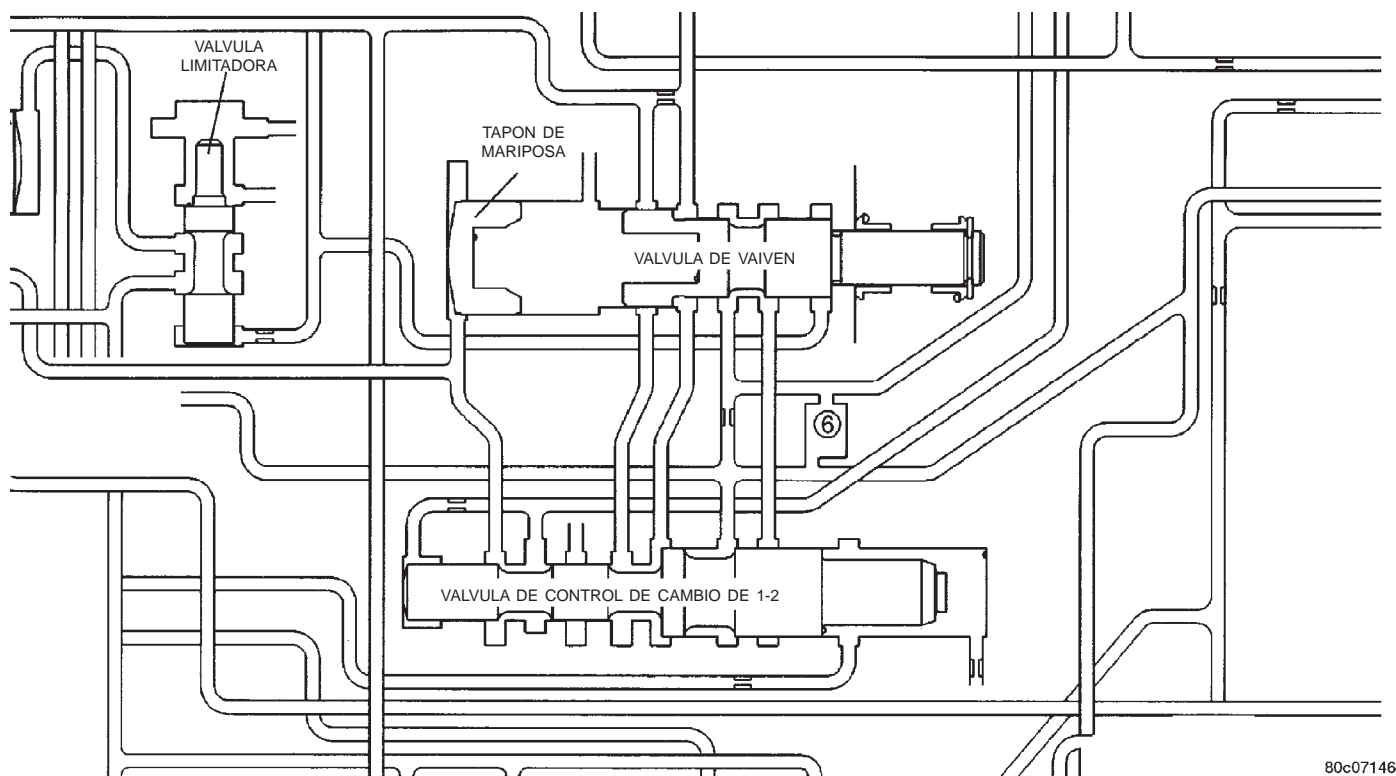 VALVULA
LIMITADORA
TAPON DE
MARIPOSA
VALVULA DE VAIVEN
6
VALVULA DE CONTROL DE CAMBIO DE 1-2
80c07146